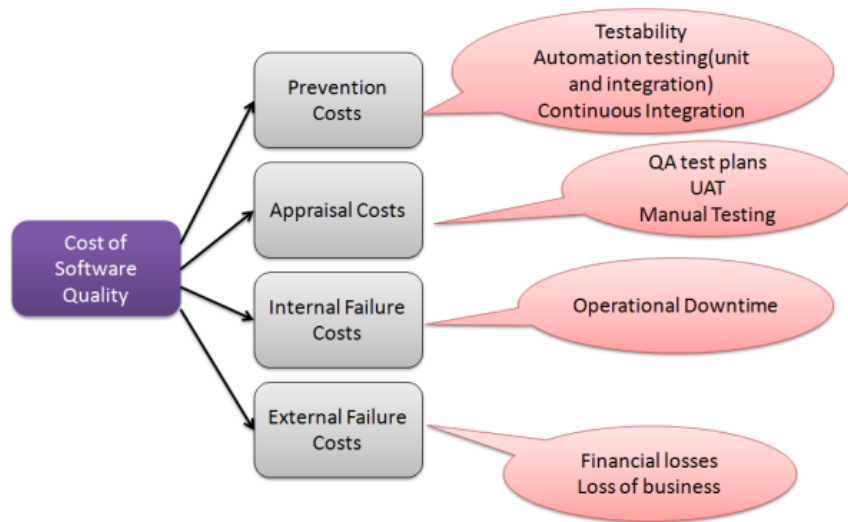 Testability
Automation testing(unit
and integration)
Continuous Integration
Prevention
Costs
QA test plans
UAT
Manual Testing
Appraisal Costs
Cost of
Software
Quality
Internal Failure
Costs
Operational Downtime
External Failure
Costs
Financial losses
Loss of business